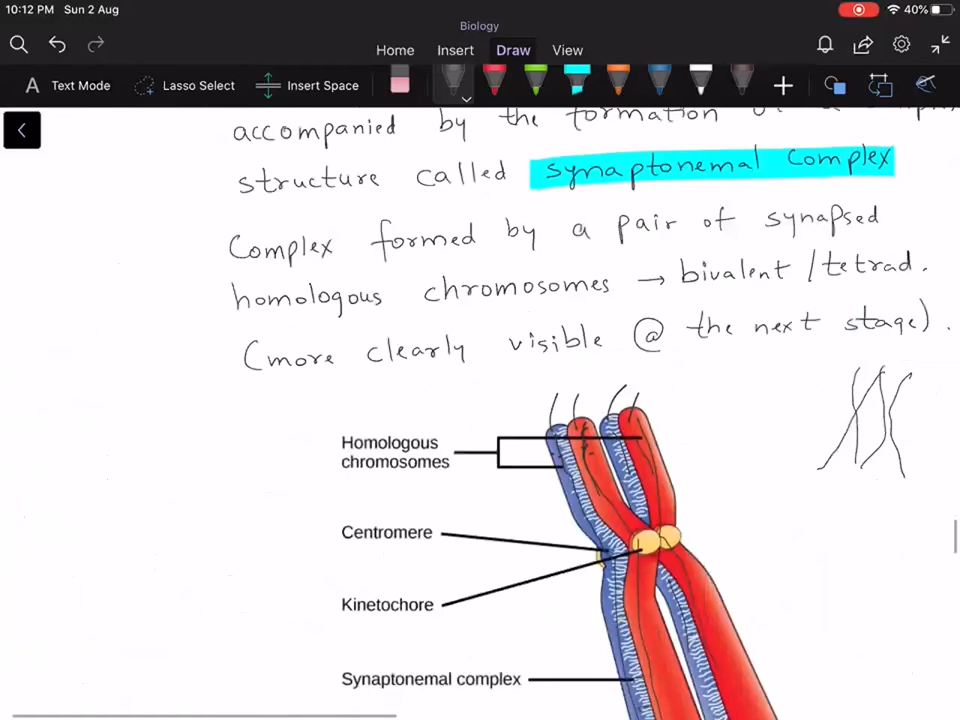 10:12 PM Sun 2 Aug 40%
Biology
Home Insert Draw View
A Text Mode Lasso Select Insert Space
accompanied by the formation of a
structure called synaptonemal complex
Complex formed by a pair of synapsed
homologous chromosomes → bivalent /tetrad.
(more clearly visible @ the next stage).
Homologous
chromosomes
Centromere
Kinetochore
Synaptonemal complex